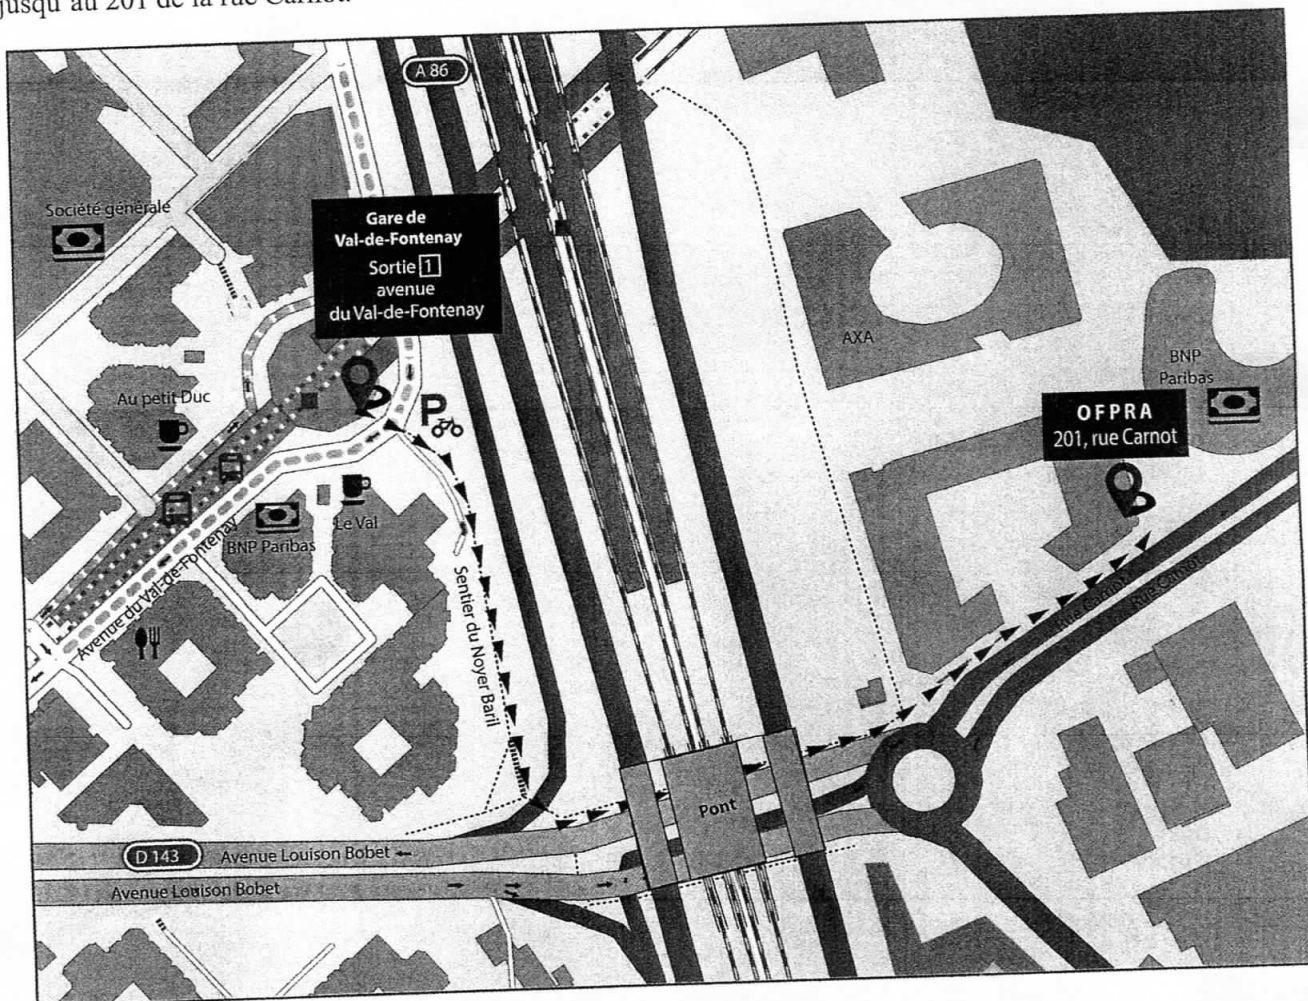 jusqu'au 201 de la rue Carnot.
A 86
Société générale
Gare de
Val-de-Fontenay
Sortie 1
avenue
du Val-de-Fontenay
AXA
BNP
Paribas
OFPRA
201, rue Carnot
Au petit Duc
P
Le Val
BNP Paribas
Avenue du Val-de-Fontenay
Sentier du Noyer Baril
Rue Carnot
Rue Carnot
Pont
D 143
Avenue Louison Bobet
Avenue Louison Bobet